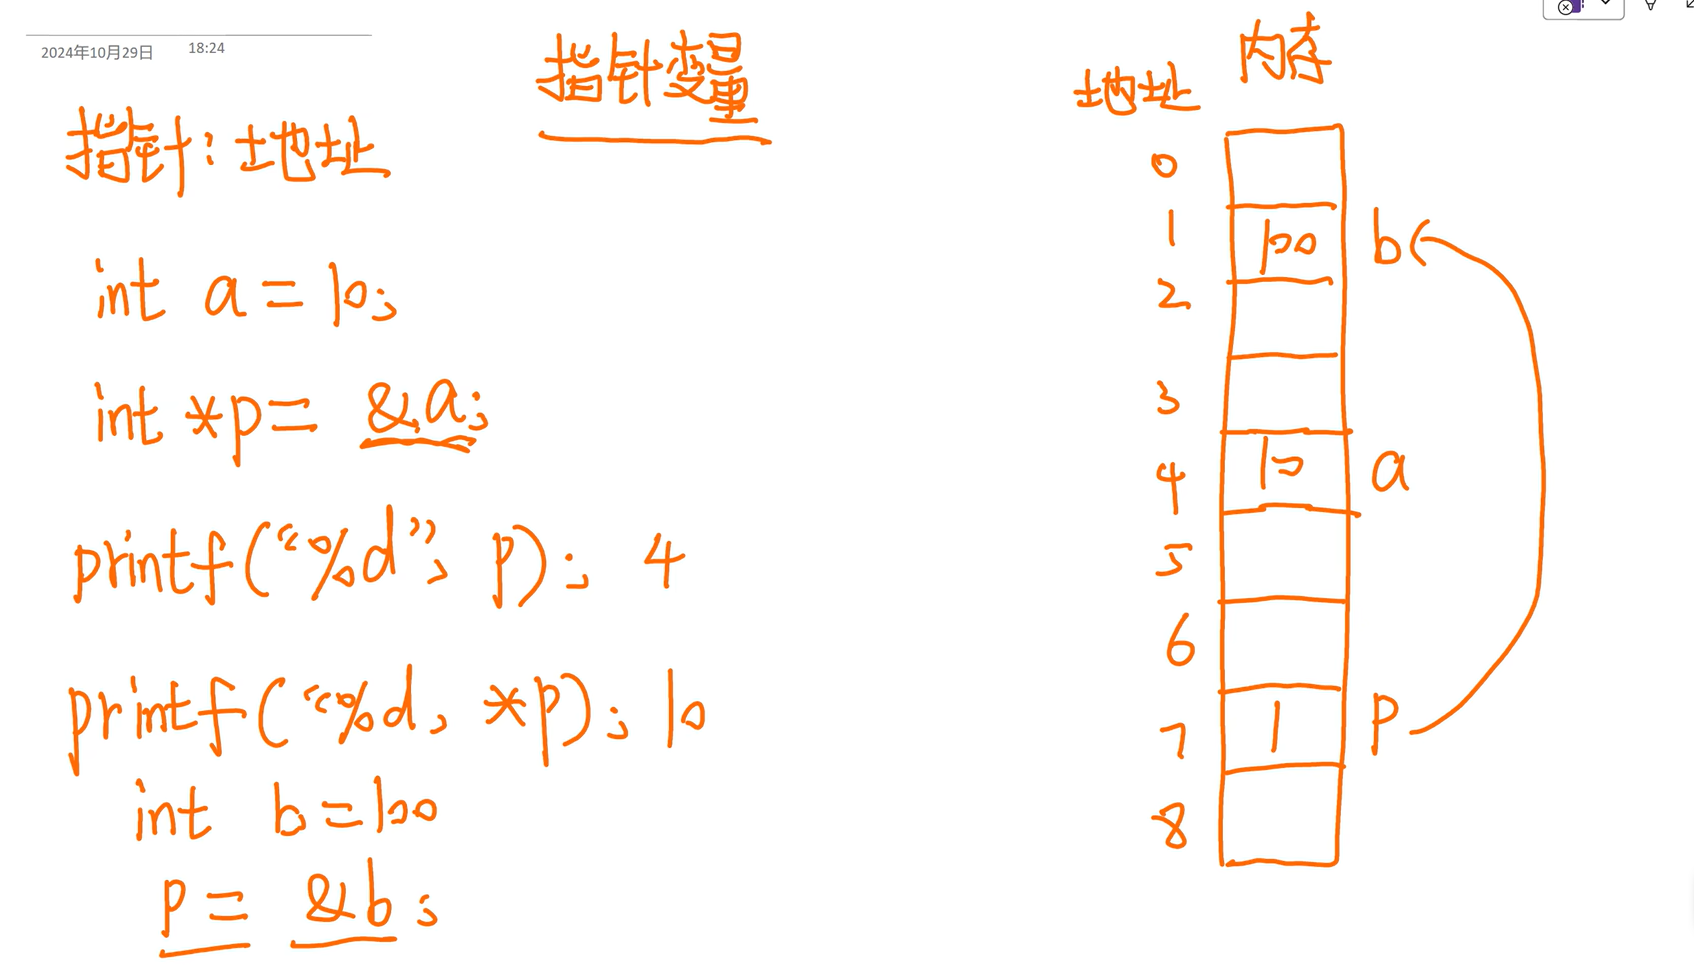 2024年10月29日 18:24
指针变量
指针：地址
int a = 10;
int *p = &a;
printf("%d", p); 4
printf("%d, *p); 10
int b = 100
p = &b;
内存
地址
0
1 100 b
2
3
4 10 a
5
6
7 1 p
8